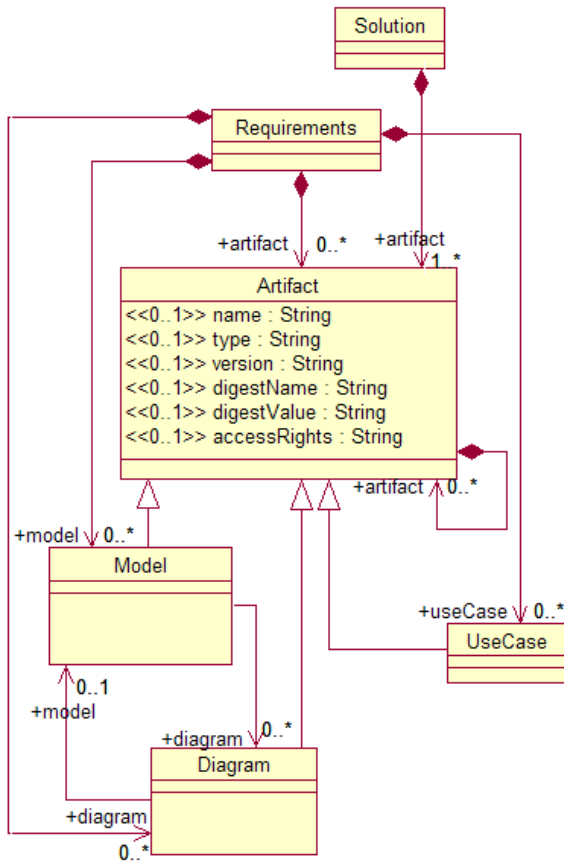 Solution
Requirements
+artifact
0..*
+artifact
1..*
Artifact
<<0..1>> name : String
<<0..1>> type : String
<<0..1>> version : String
<<0..1>> digestName : String
<<0..1>> digestValue : String
<<0..1>> accessRights : String
+artifact
0..*
+model
0..*
Model
+useCase
0..*
UseCase
0..1
+model
+diagram
0..*
Diagram
+diagram
0..*